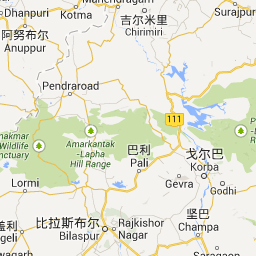 Dhanpuri
Kotma
Manendragarh
吉尔米里
Chirimiri
Surajpur
阿努布尔
Anuppur
Pendraroad
111
Amarkantak
-Lapha
Hill Range
巴利
Pali
戈尔巴
Korba
Wildlife
Lormi
Gevra
Godhi
比拉斯布尔
Bilaspur
Rajkishor
Nagar
坚巴
Champa